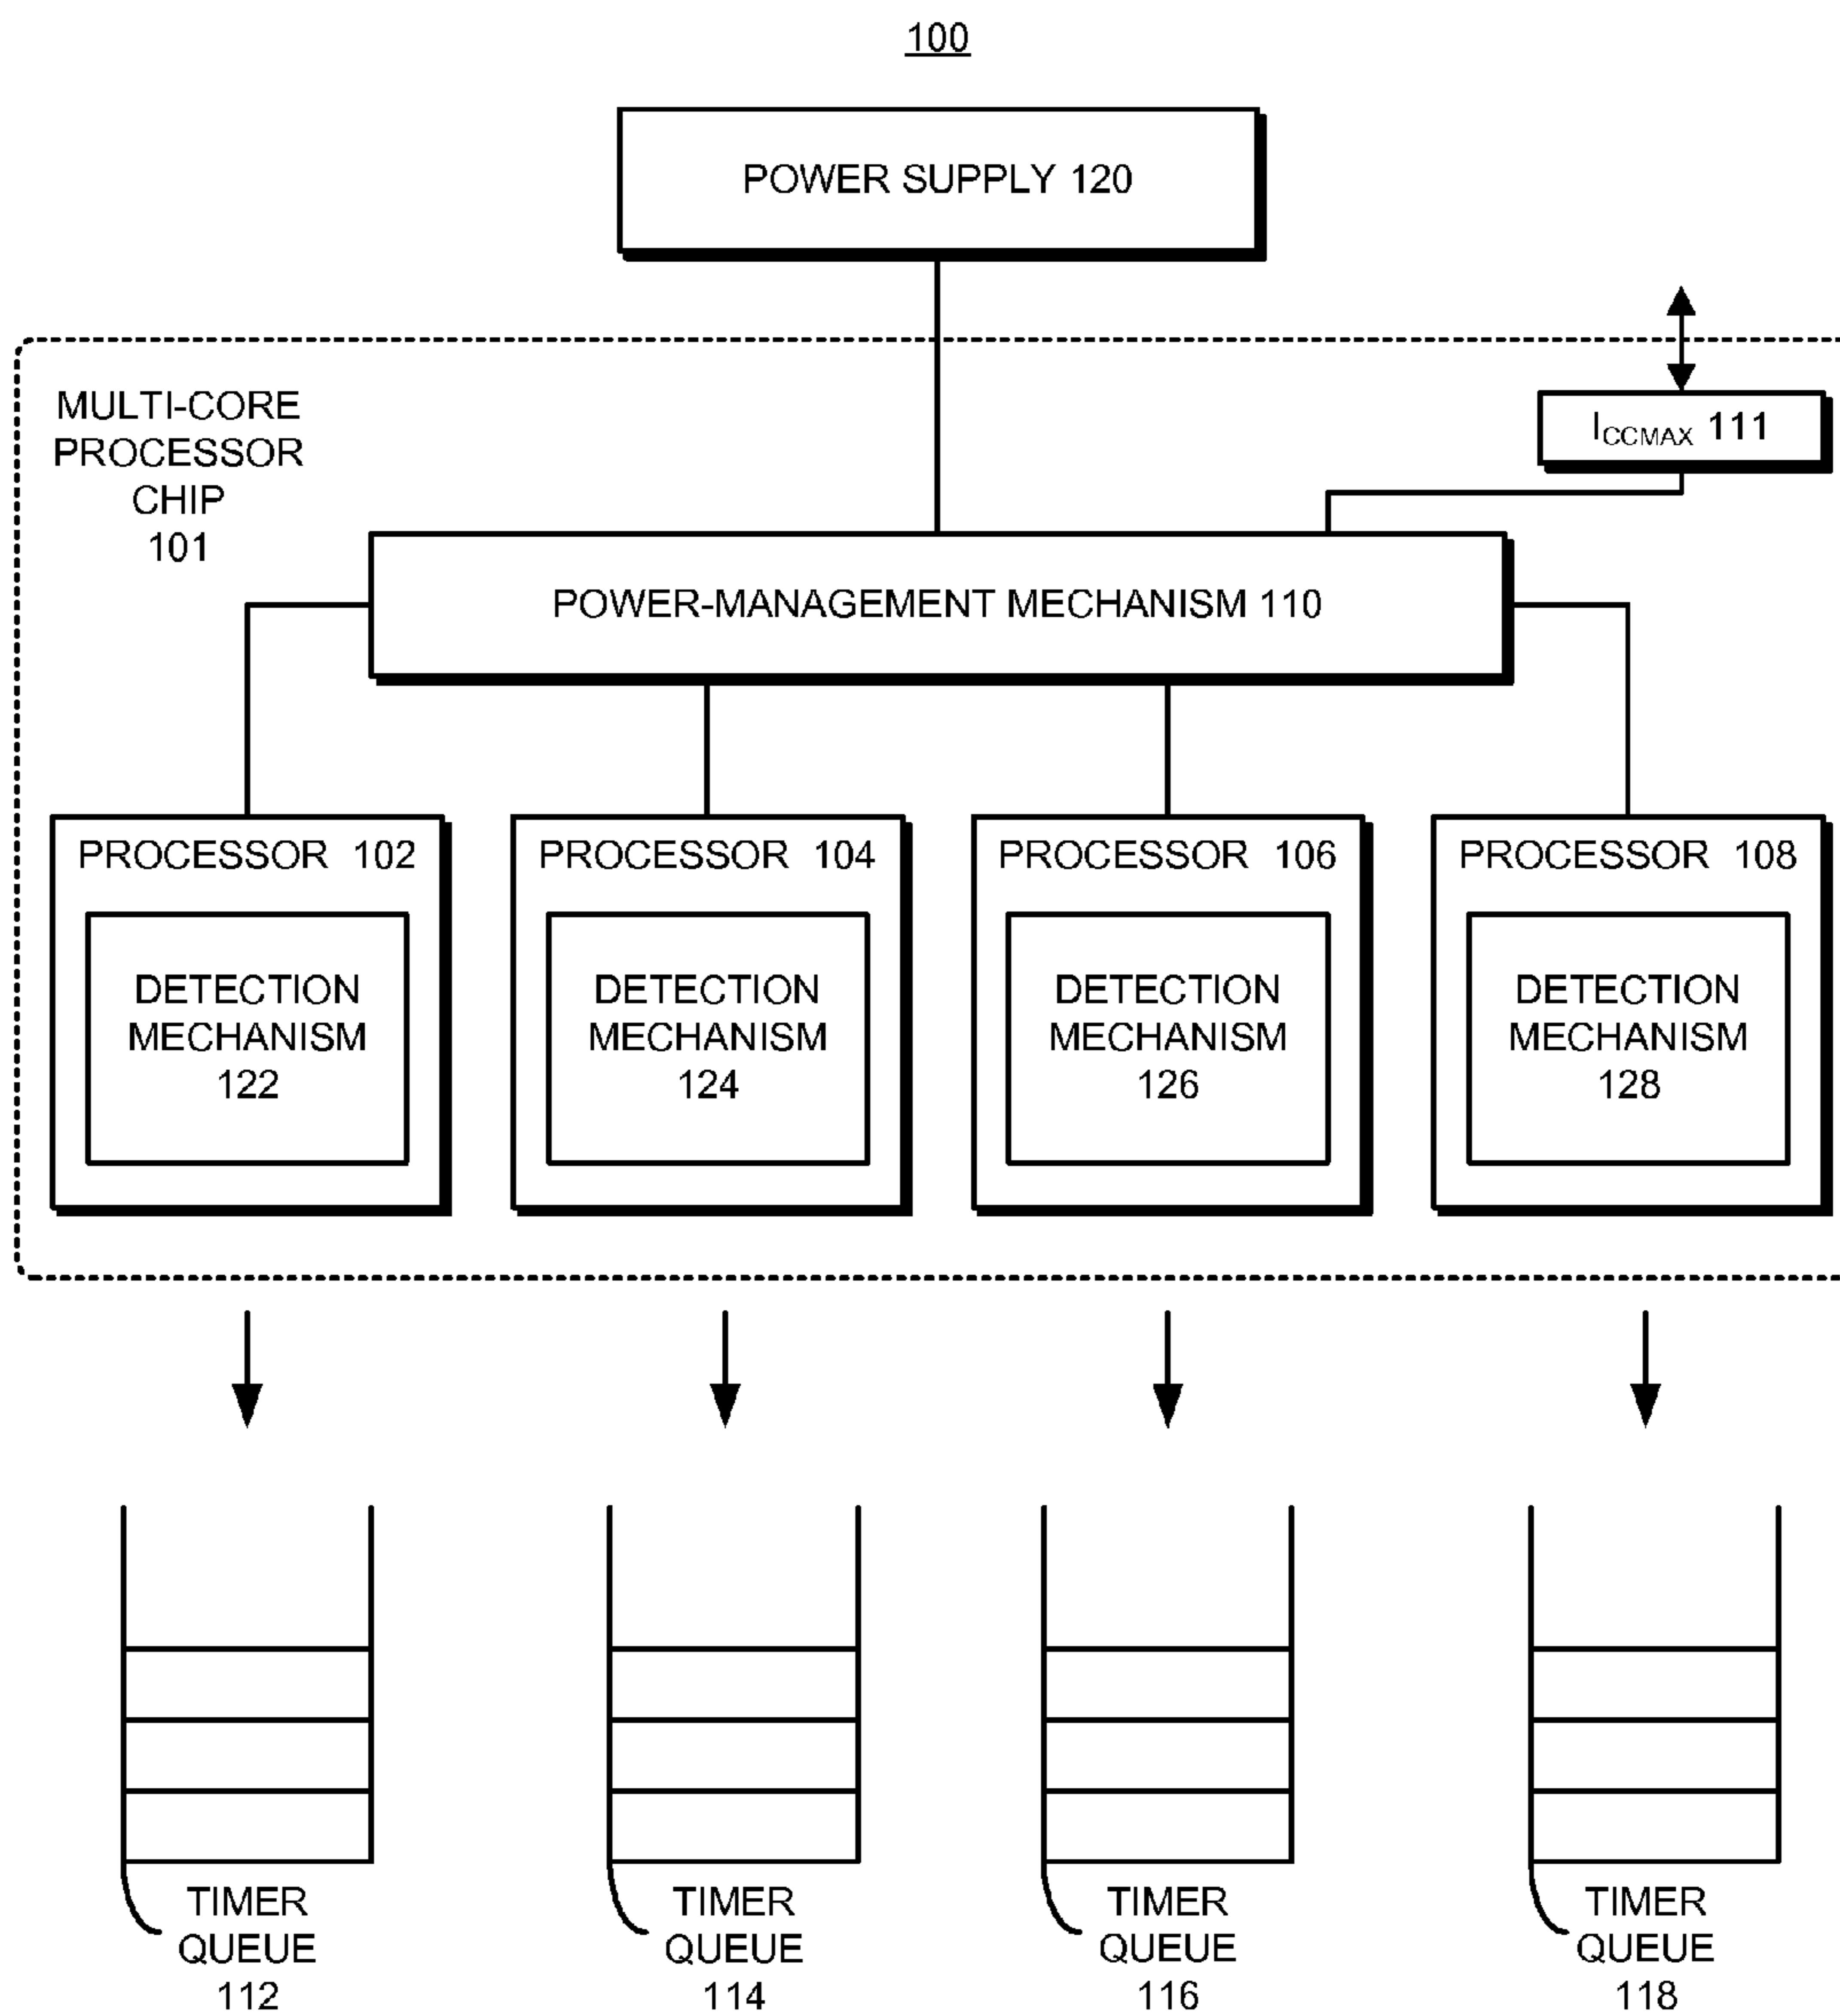 100
POWER SUPPLY 120
MULTI-CORE
PROCESSOR
CHIP
101
ICCMAX 111
POWER-MANAGEMENT MECHANISM 110
PROCESSOR 102
DETECTION
MECHANISM
122
PROCESSOR 104
DETECTION
MECHANISM
124
PROCESSOR 106
DETECTION
MECHANISM
126
PROCESSOR 108
DETECTION
MECHANISM
128
TIMER
QUEUE
112
TIMER
QUEUE
114
TIMER
QUEUE
116
TIMER
QUEUE
118